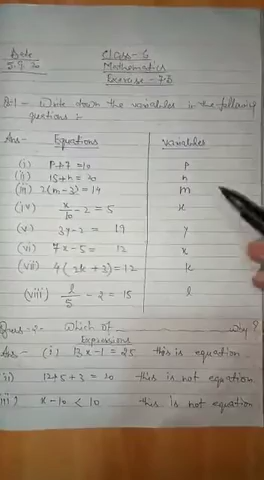 Date
Class-6
5.9.20
Mathematics
Exercise-7.B
Q.1- Write down the variables in the following
questions :-
Ans- Equations Variables
(i) P+7=10 P
(ii) 15+n=20 n
(iii) 2(m-3)=14 m
(iv) x/10 -2 = 5 x
(v) 3y-2 = 19 y
(vi) 7x-5 = 12 x
(vii) 4(2k+3)=12 k
(viii) l/5 -2 = 15 l
Ques-2- Which of why?
Expressions
Ans- (i) 13x-1=25 this is equation
(ii) 12+5+3=10 this is not equation
(iii) x-10 < 10 this is not equation